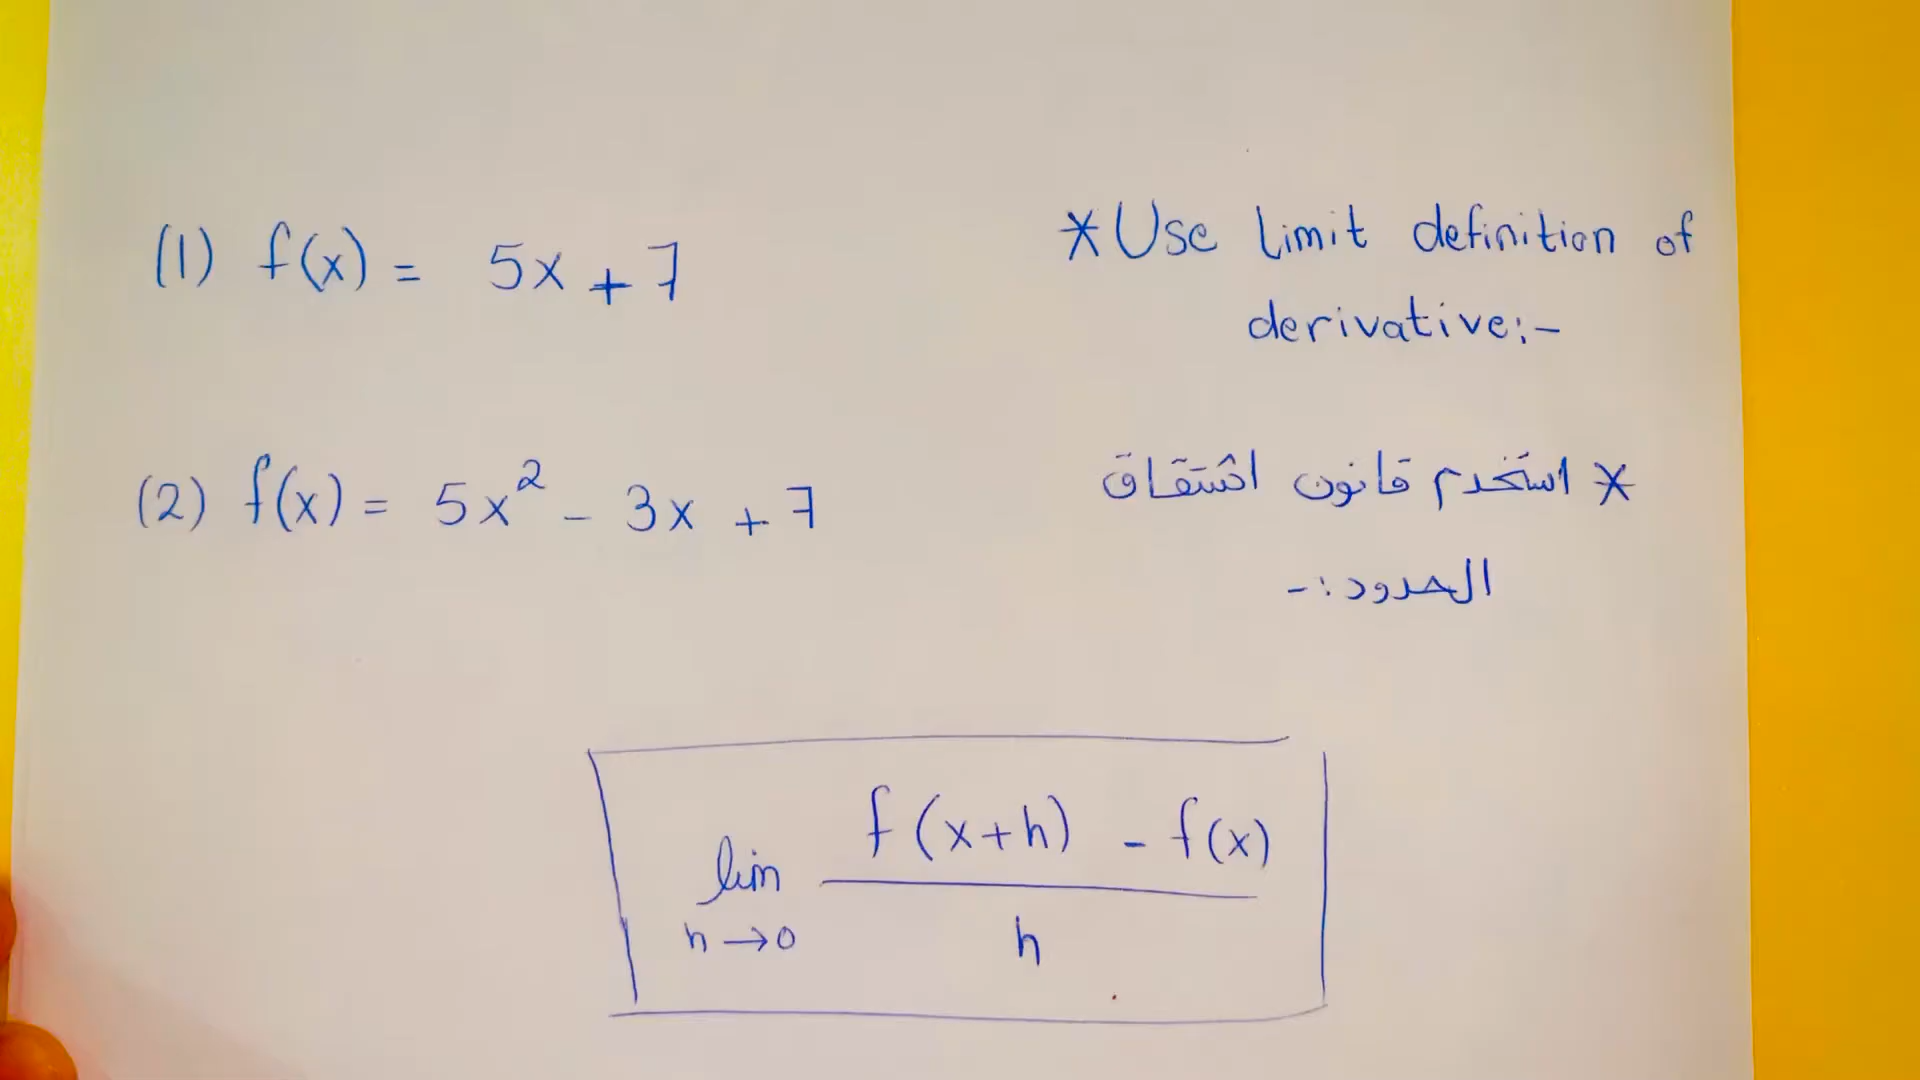 (1) f(x) = 5x + 7
(2) f(x) = 5x² - 3x + 7
* Use limit definition of
derivative:-
* استخدم قانون اشتقاق
الحدود:-
lim h→0 f(x+h) - f(x) / h